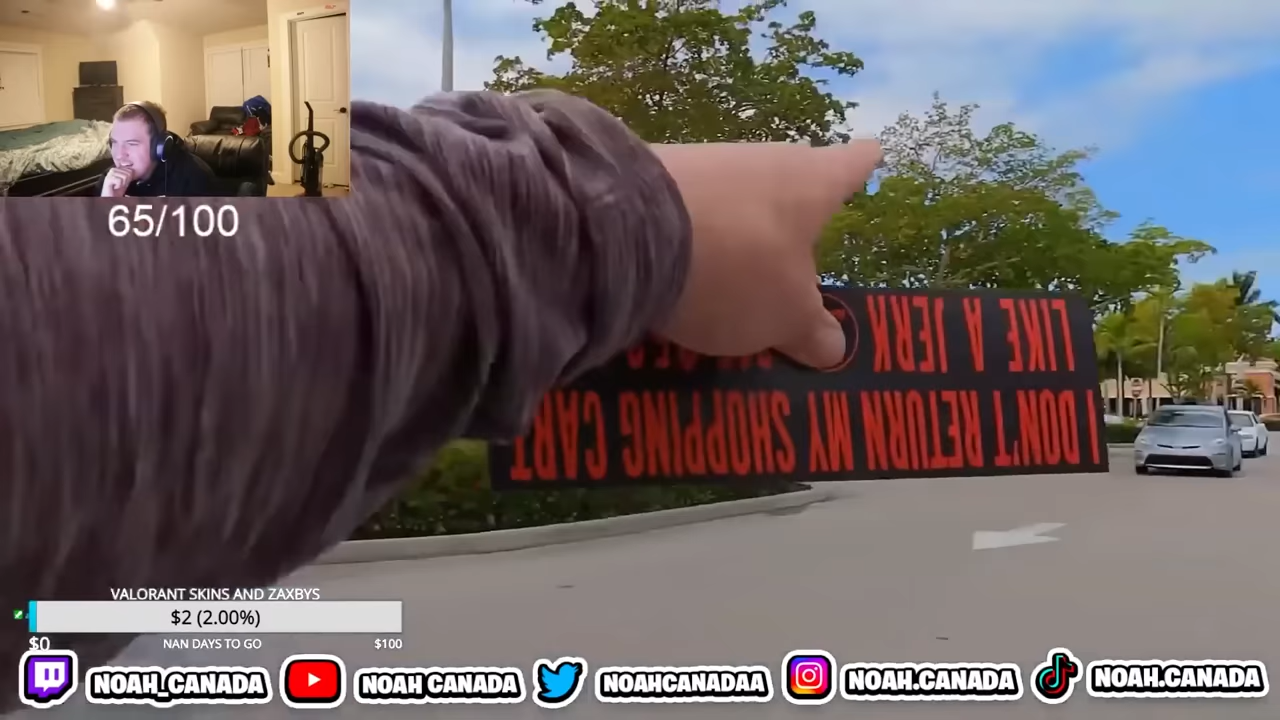 65/100
LIKE A JERK
I DON'T RETURN MY SHOPPING CART
VALORANT SKINS AND ZAXBYS
$2 (2.00%)
$0 NAN DAYS TO GO $100
NOAH_CANADA NOAH CANADA NOAHCANADAA NOAH.CANADA NOAH.CANADA